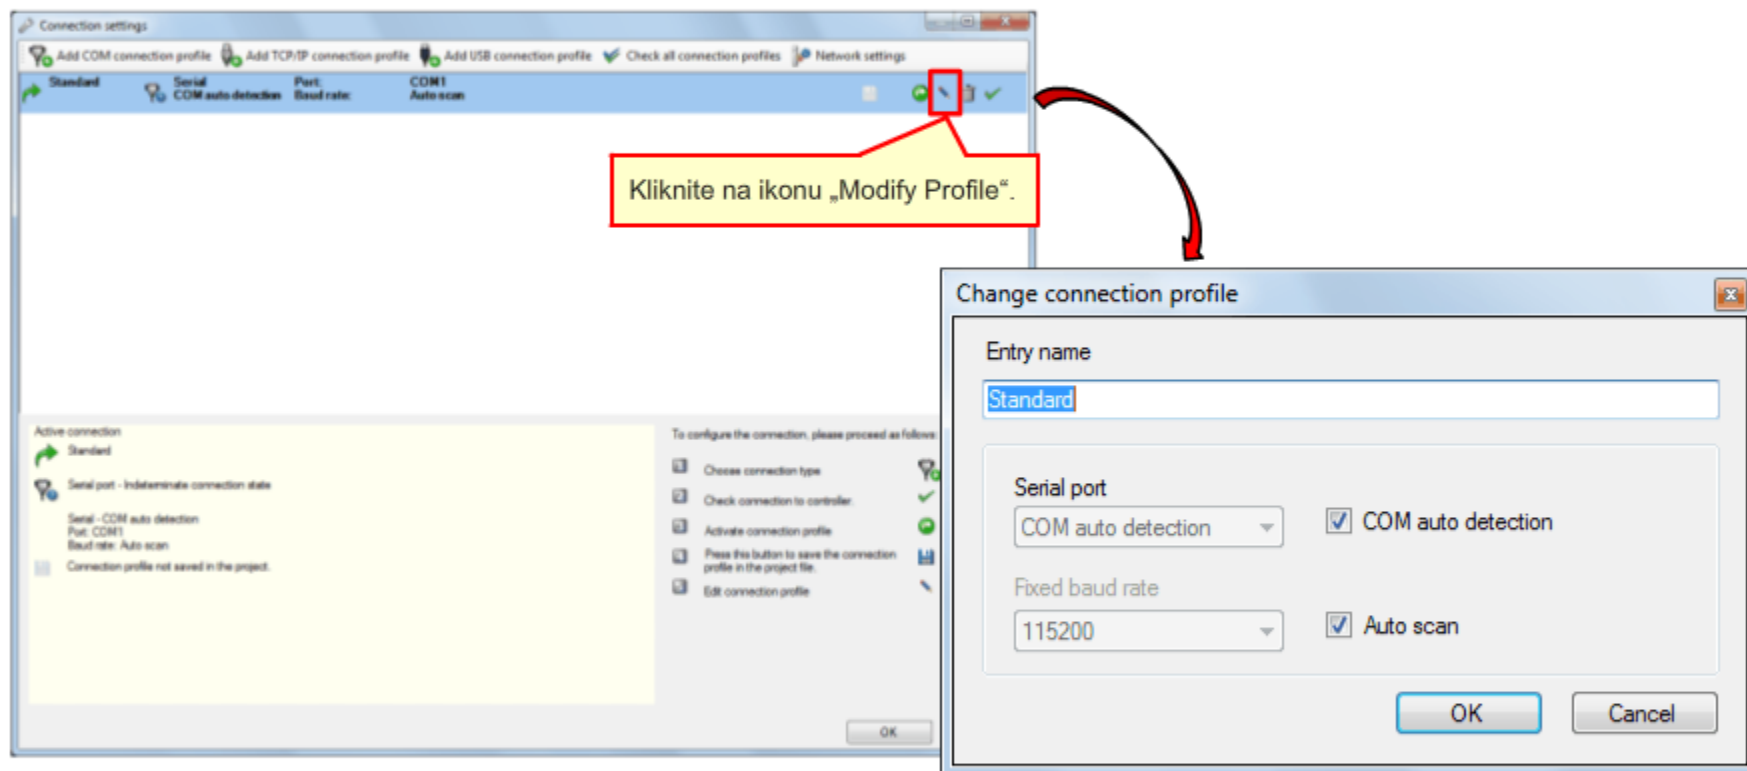 Connection settings
Add COM connection profile Add TCP/IP connection profile Add USB connection profile Check all connection profiles Network settings
Standard Serial Port: COM1
COM auto detection Baud rate: Auto scan
Kliknite na ikonu „Modify Profile“.
Change connection profile
Entry name
Standard
Serial port
COM auto detection COM auto detection
Fixed baud rate
115200 Auto scan
OK Cancel
Active connection
Standard
Serial port - Indeterminate connection state
Serial - COM auto detection
Port: COM1
Baud rate: Auto scan
Connection profile not saved in the project.
To configure the connection, please proceed as follows:
Choose connection type
Check connection to controller.
Activate connection profile
Press this button to save the connection
profile in the project file.
Edit connection profile
OK